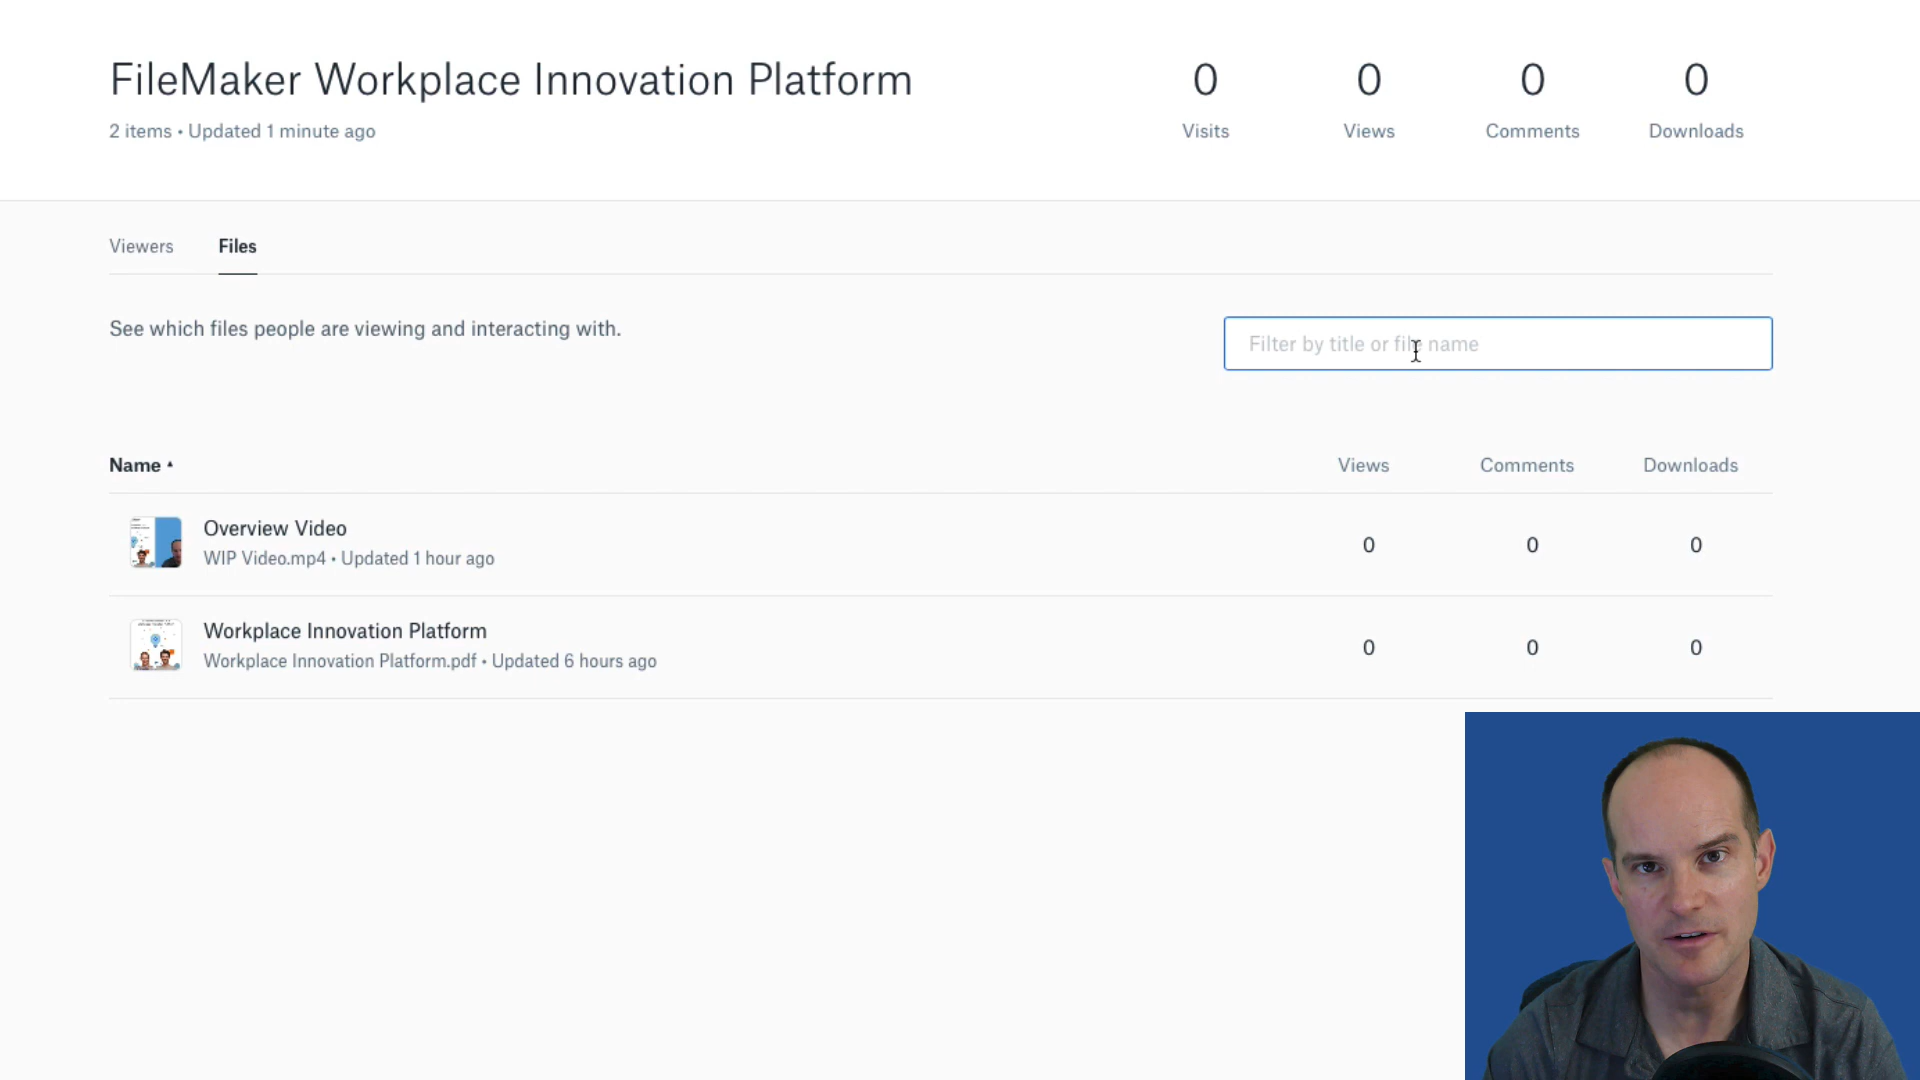 FileMaker Workplace Innovation Platform
2 items • Updated 1 minute ago
0
Visits
0
Views
0
Comments
0
Downloads
Viewers
Files
See which files people are viewing and interacting with.
Filter by title or file name
Name
Views
Comments
Downloads
Overview Video
WIP Video.mp4 • Updated 1 hour ago
0
0
0
Workplace Innovation Platform
Workplace Innovation Platform.pdf • Updated 6 hours ago
0
0
0